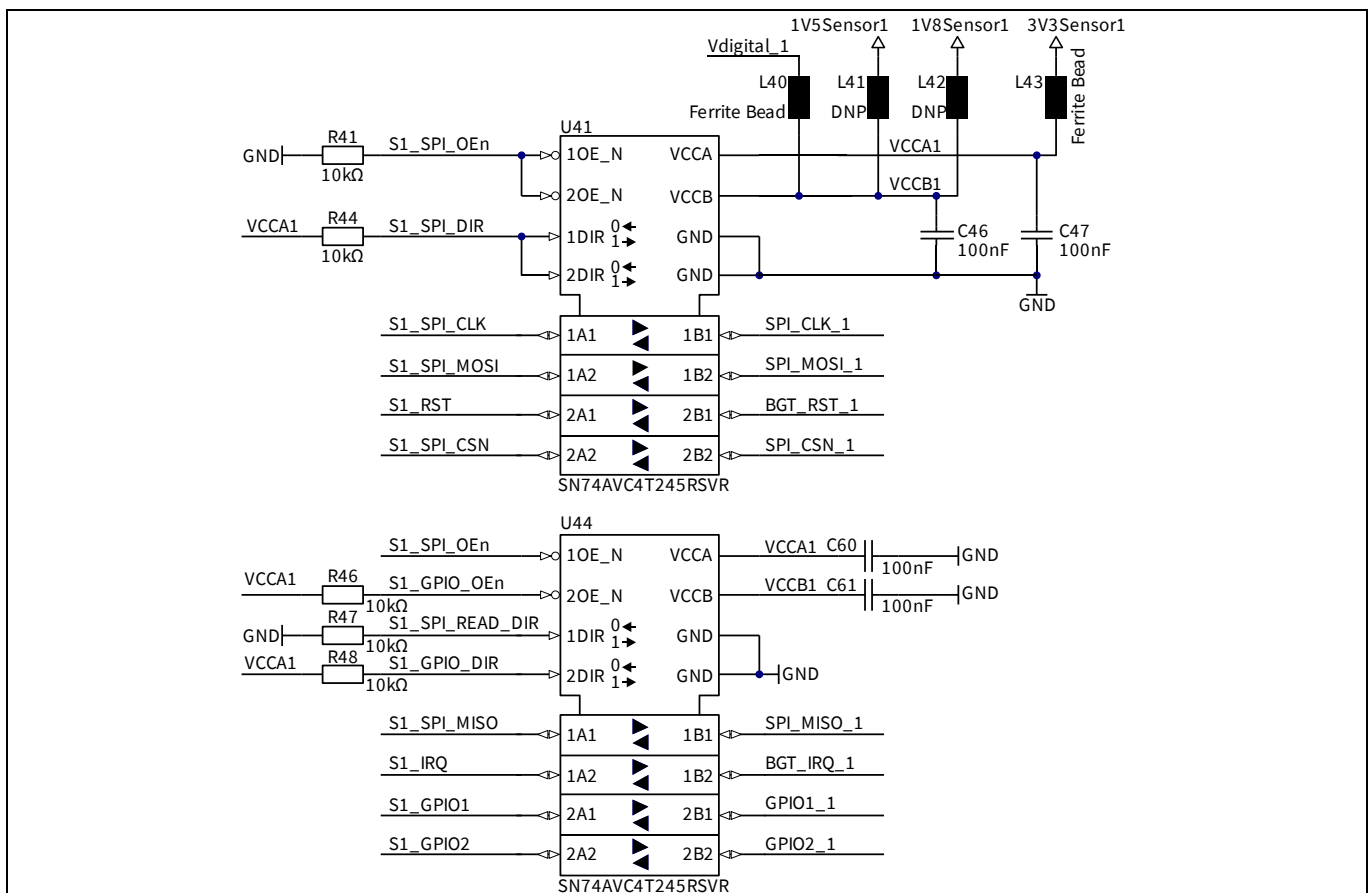 1V5Sensor1 1V8Sensor1 3V3Sensor1
Vdigital_1
L40 L41 L42 L43
Ferrite Bead DNP DNP Ferrite Bead
U41
GND R41 S1_SPI_OEn 1OE_N VCCA VCCA1
10kΩ
2OE_N VCCB VCCB1
VCCA1 R44 S1_SPI_DIR 1DIR 0 1 GND C46 C47
10kΩ 100nF 100nF
2DIR 0 1 GND
GND
S1_SPI_CLK 1A1 1B1 SPI_CLK_1
S1_SPI_MOSI 1A2 1B2 SPI_MOSI_1
S1_RST 2A1 2B1 BGT_RST_1
S1_SPI_CSN 2A2 2B2 SPI_CSN_1
SN74AVC4T245RSVR
U44
S1_SPI_OEn 1OE_N VCCA VCCA1 C60 GND
100nF
VCCA1 R46 S1_GPIO_OEn 2OE_N VCCB VCCB1 C61 GND
10kΩ 100nF
GND R47 S1_SPI_READ_DIR 1DIR 0 1 GND
10kΩ
VCCA1 R48 S1_GPIO_DIR 2DIR 0 1 GND GND
10kΩ
S1_SPI_MISO 1A1 1B1 SPI_MISO_1
S1_IRQ 1A2 1B2 BGT_IRQ_1
S1_GPIO1 2A1 2B1 GPIO1_1
S1_GPIO2 2A2 2B2 GPIO2_1
SN74AVC4T245RSVR